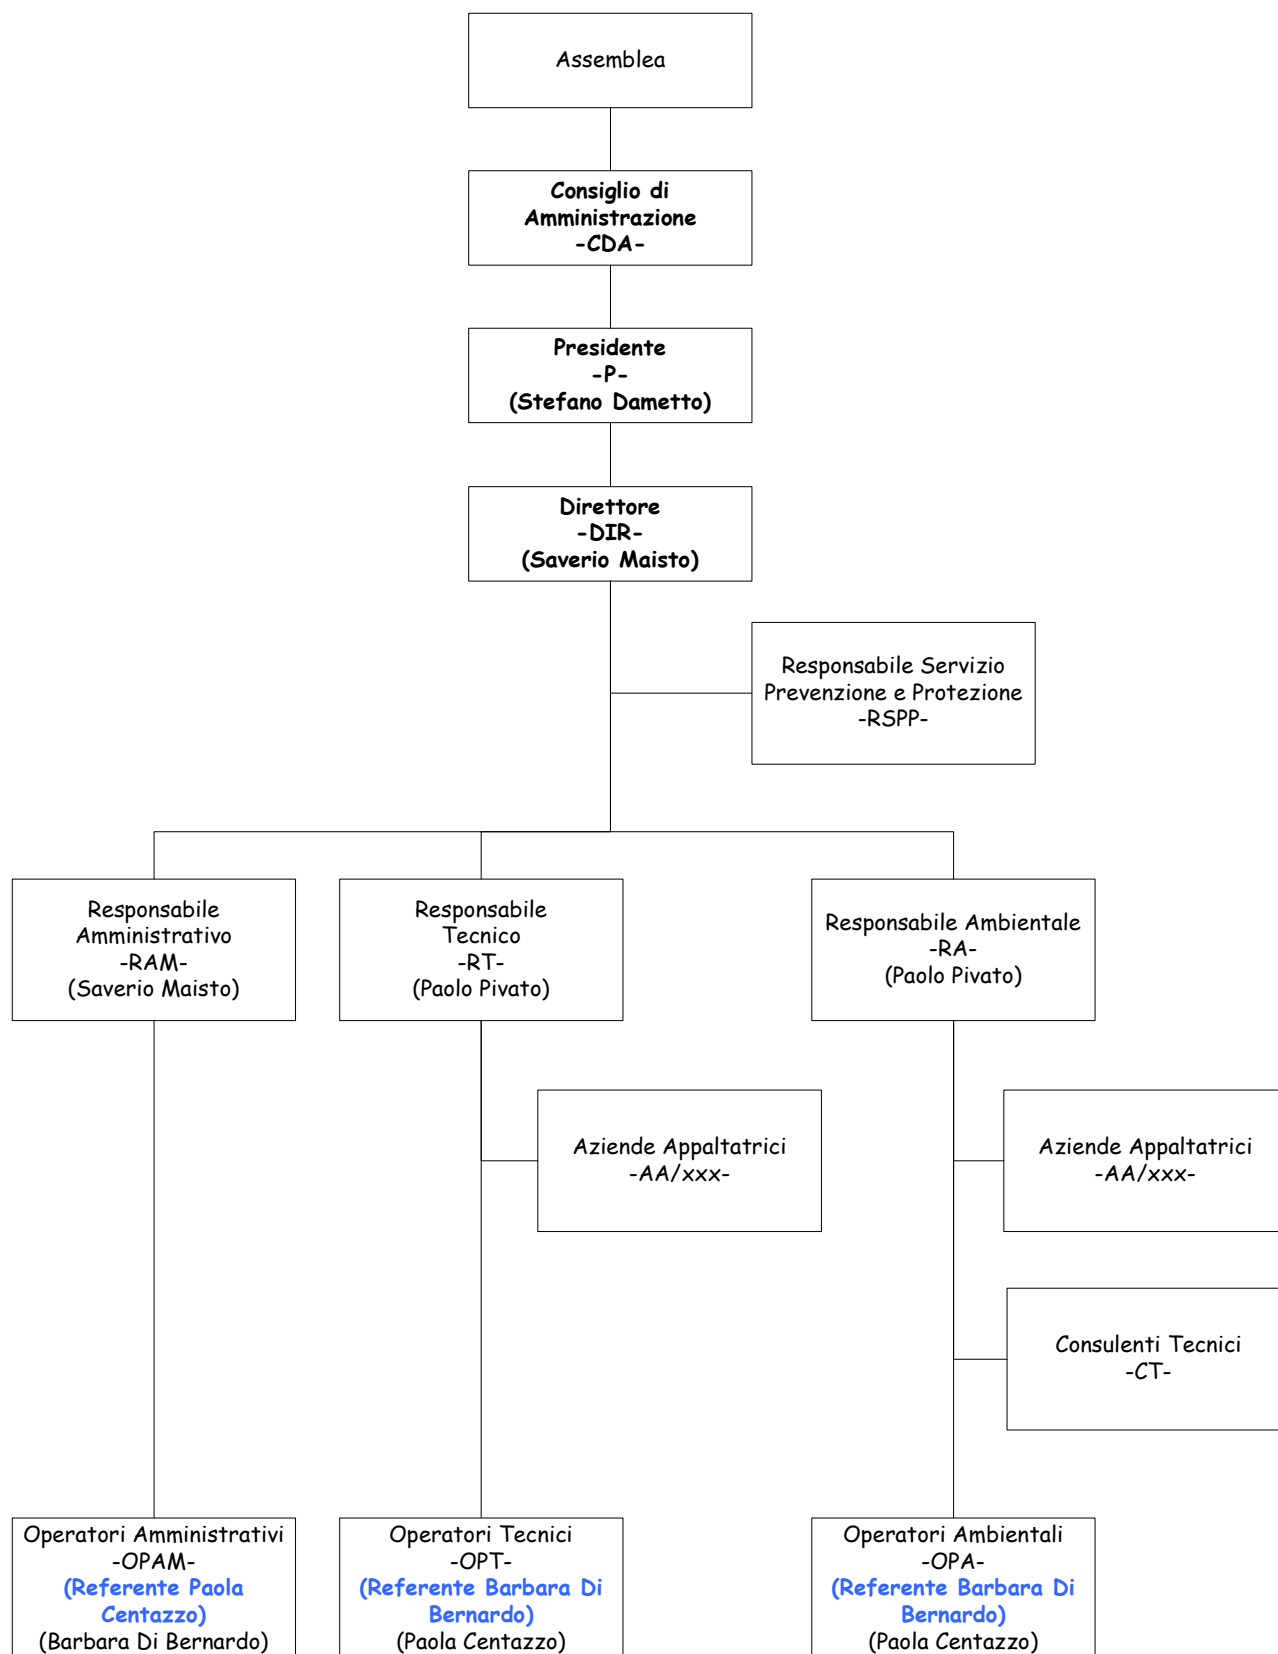 Assemblea
Consiglio di
Amministrazione
-CDA-
Presidente
-P-
(Stefano Dametto)
Direttore
-DIR-
(Saverio Maisto)
Responsabile Servizio
Prevenzione e Protezione
-RSPP-
Responsabile
Amministrativo
-RAM-
(Saverio Maisto)
Responsabile
Tecnico
-RT-
(Paolo Pivato)
Responsabile Ambientale
-RA-
(Paolo Pivato)
Aziende Appaltatrici
-AA/xxx-
Aziende Appaltatrici
-AA/xxx-
Consulenti Tecnici
-CT-
Operatori Amministrativi
-OPAM-
(Referente Paola
Centazzo)
(Barbara Di Bernardo)
Operatori Tecnici
-OPT-
(Referente Barbara Di
Bernardo)
(Paola Centazzo)
Operatori Ambientali
-OPA-
(Referente Barbara Di
Bernardo)
(Paola Centazzo)